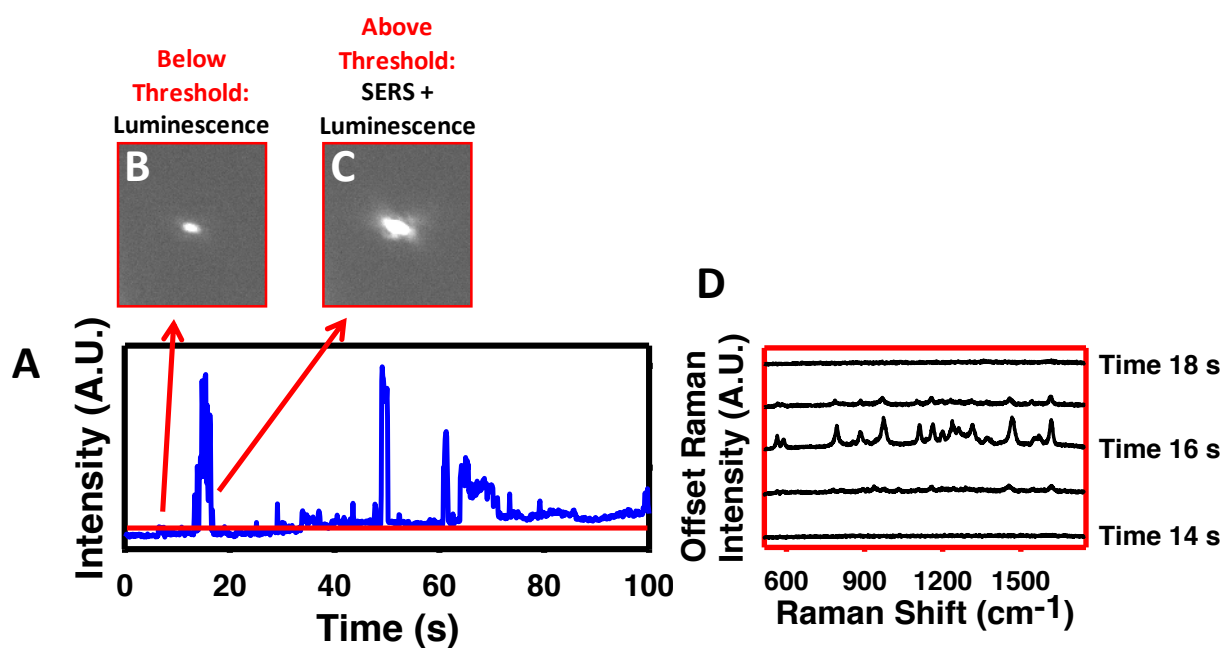 Below
Threshold:
Luminescence
Above
Threshold:
SERS +
Luminescence
B
C
A
Intensity (A.U.)
0
20
40
60
80
100
Time (s)
D
Offset Raman
Intensity (A.U.)
Time 18 s
Time 16 s
Time 14 s
600
900
1200
1500
Raman Shift (cm-1)